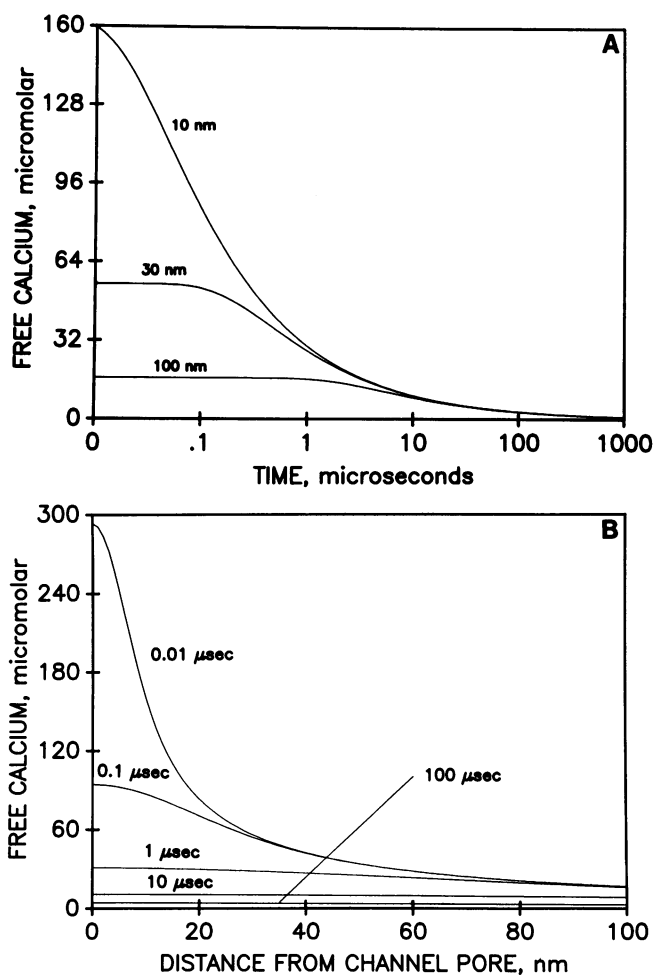 A
FREE CALCIUM, micromolar
160
128
96
64
32
0
10 nm
30 nm
100 nm
0 .1 1 10 100 1000
TIME, microseconds
B
FREE CALCIUM, micromolar
300
240
180
120
60
0
0.01 μsec
0.1 μsec
100 μsec
1 μsec
10 μsec
0 20 40 60 80 100
DISTANCE FROM CHANNEL PORE, nm